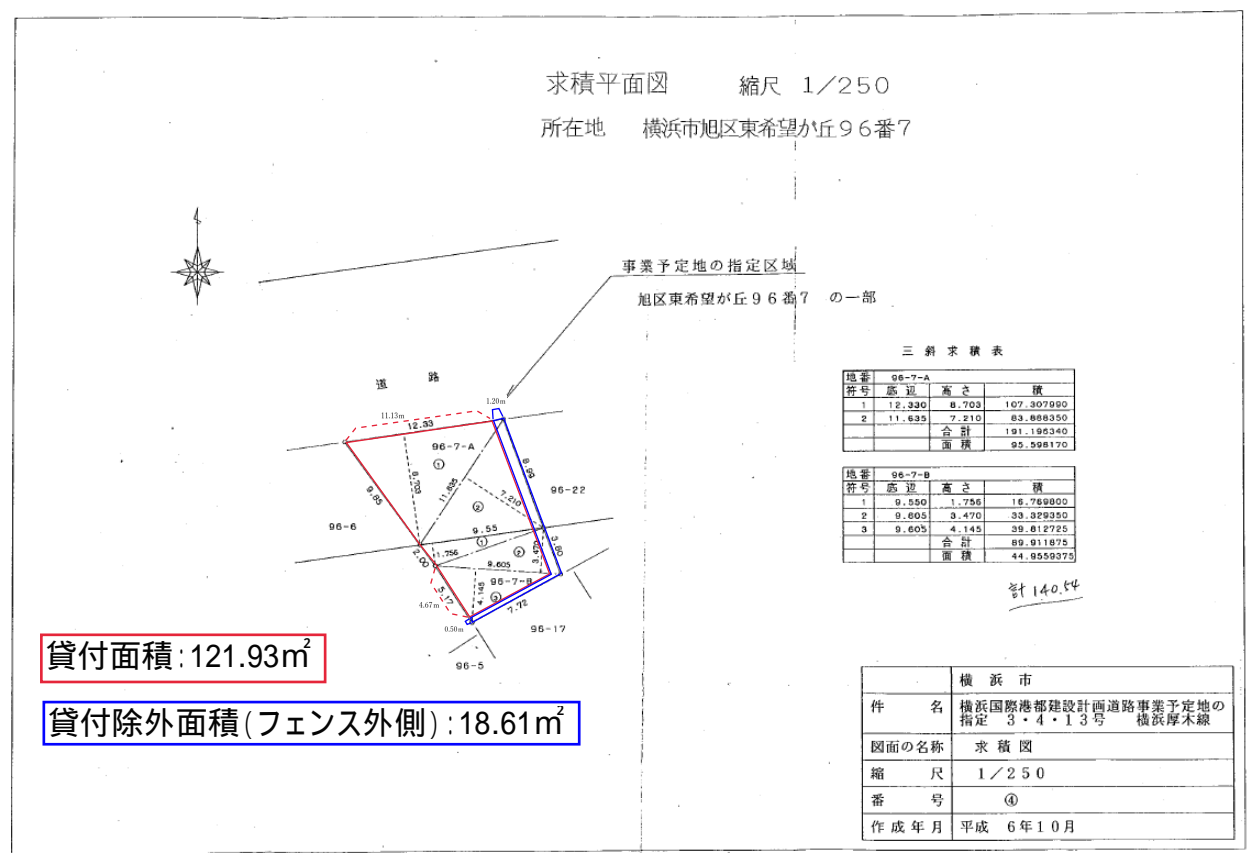 求積平面図　縮尺　1／250
所在地　横浜市旭区東希望が丘96番7
事業予定地の指定区域
旭区東希望が丘96番7　の一部
道　路
11.13m
1.20m
12.33
96-7-A
①
8.703
11.635
8.99
9.85
7.210
②
96-22
96-6
9.55
①
1.756
②
2.00
9.605
3.470
3.80
96-7-B
4.145
5.17
③
7.72
4.67m
0.50m
96-17
96-5
三斜求積表
地番　96-7-A
符号　底辺　高さ　積
1　12.330　8.703　107.307990
2　11.635　7.210　83.888350
合計　191.196340
面積　95.598170
地番　96-7-B
符号　底辺　高さ　積
1　9.550　1.756　16.769800
2　9.605　3.470　33.329350
3　9.605　4.145　39.812725
合計　89.911875
面積　44.9559375
計 140.54
貸付面積：121.93㎡
貸付除外面積（フェンス外側）：18.61㎡
横浜市
件名　横浜国際港都建設計画道路事業予定地の
指定　3・4・13号　横浜厚木線
図面の名称　求積図
縮尺　1／250
番号　④
作成年月　平成　6年10月